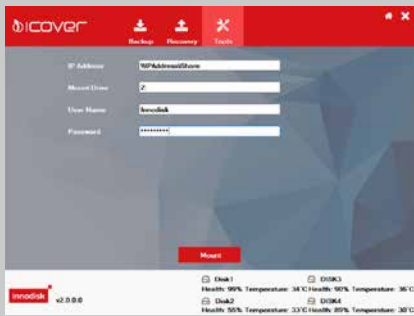 iCOVER
Backup Recovery Tools
IP Address \\IPAddress\Share
Mount Drive Z:
User Name Innodisk
Password *********
Mount
innodisk v2.0.0.0
Disk1 DISK3
Health: 99% Temperature: 34°C Health: 90% Temperature: 36°C
Disk2 DISK4
Health: 55% Temperature: 33°C Health: 89% Temperature: 30°C